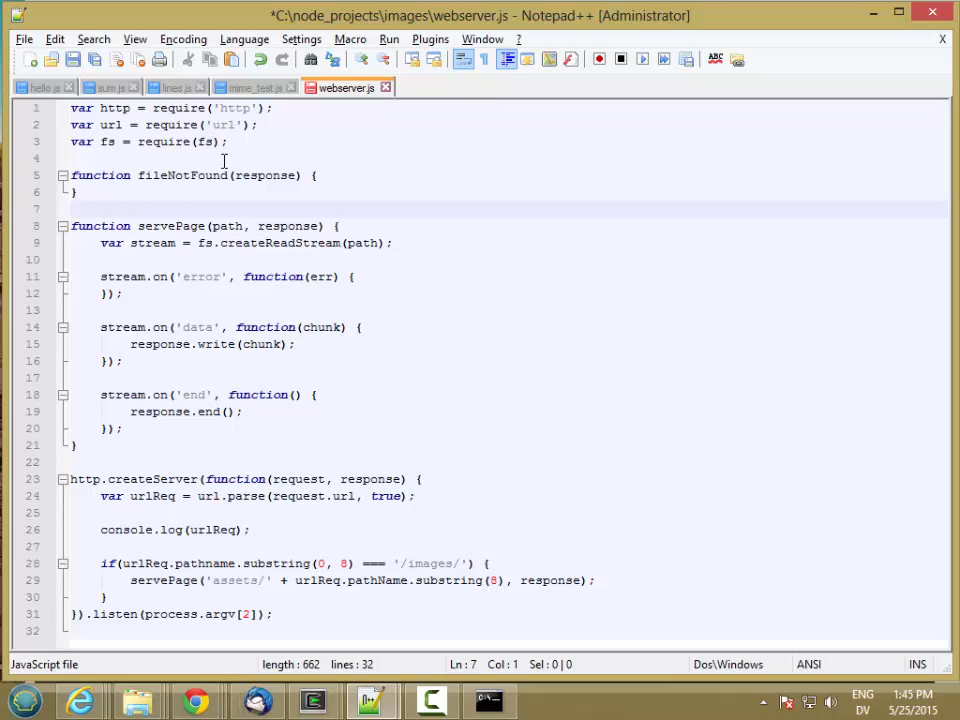 *C:\node_projects\images\webserver.js - Notepad++ [Administrator]
File Edit Search View Encoding Language Settings Macro Run Plugins Window ? X
hello.js sum.js lines.js mime_test.js webserver.js
1 var http = require('http');
2 var url = require('url');
3 var fs = require(fs);
4
5 function fileNotFound(response) {
6 }
7
8 function servePage(path, response) {
9 var stream = fs.createReadStream(path);
10
11 stream.on('error', function(err) {
12 });
13
14 stream.on('data', function(chunk) {
15 response.write(chunk);
16 });
17
18 stream.on('end', function() {
19 response.end();
20 });
21 }
22
23 http.createServer(function(request, response) {
24 var urlReq = url.parse(request.url, true);
25
26 console.log(urlReq);
27
28 if(urlReq.pathname.substring(0, 8) === '/images/') {
29 servePage('assets/' + urlReq.pathName.substring(8), response);
30 }
31 }).listen(process.argv[2]);
32
JavaScript file length : 662 lines : 32 Ln : 7 Col : 1 Sel : 0 | 0 Dos\Windows ANSI INS
ENG 1:45 PM
DV 5/25/2015